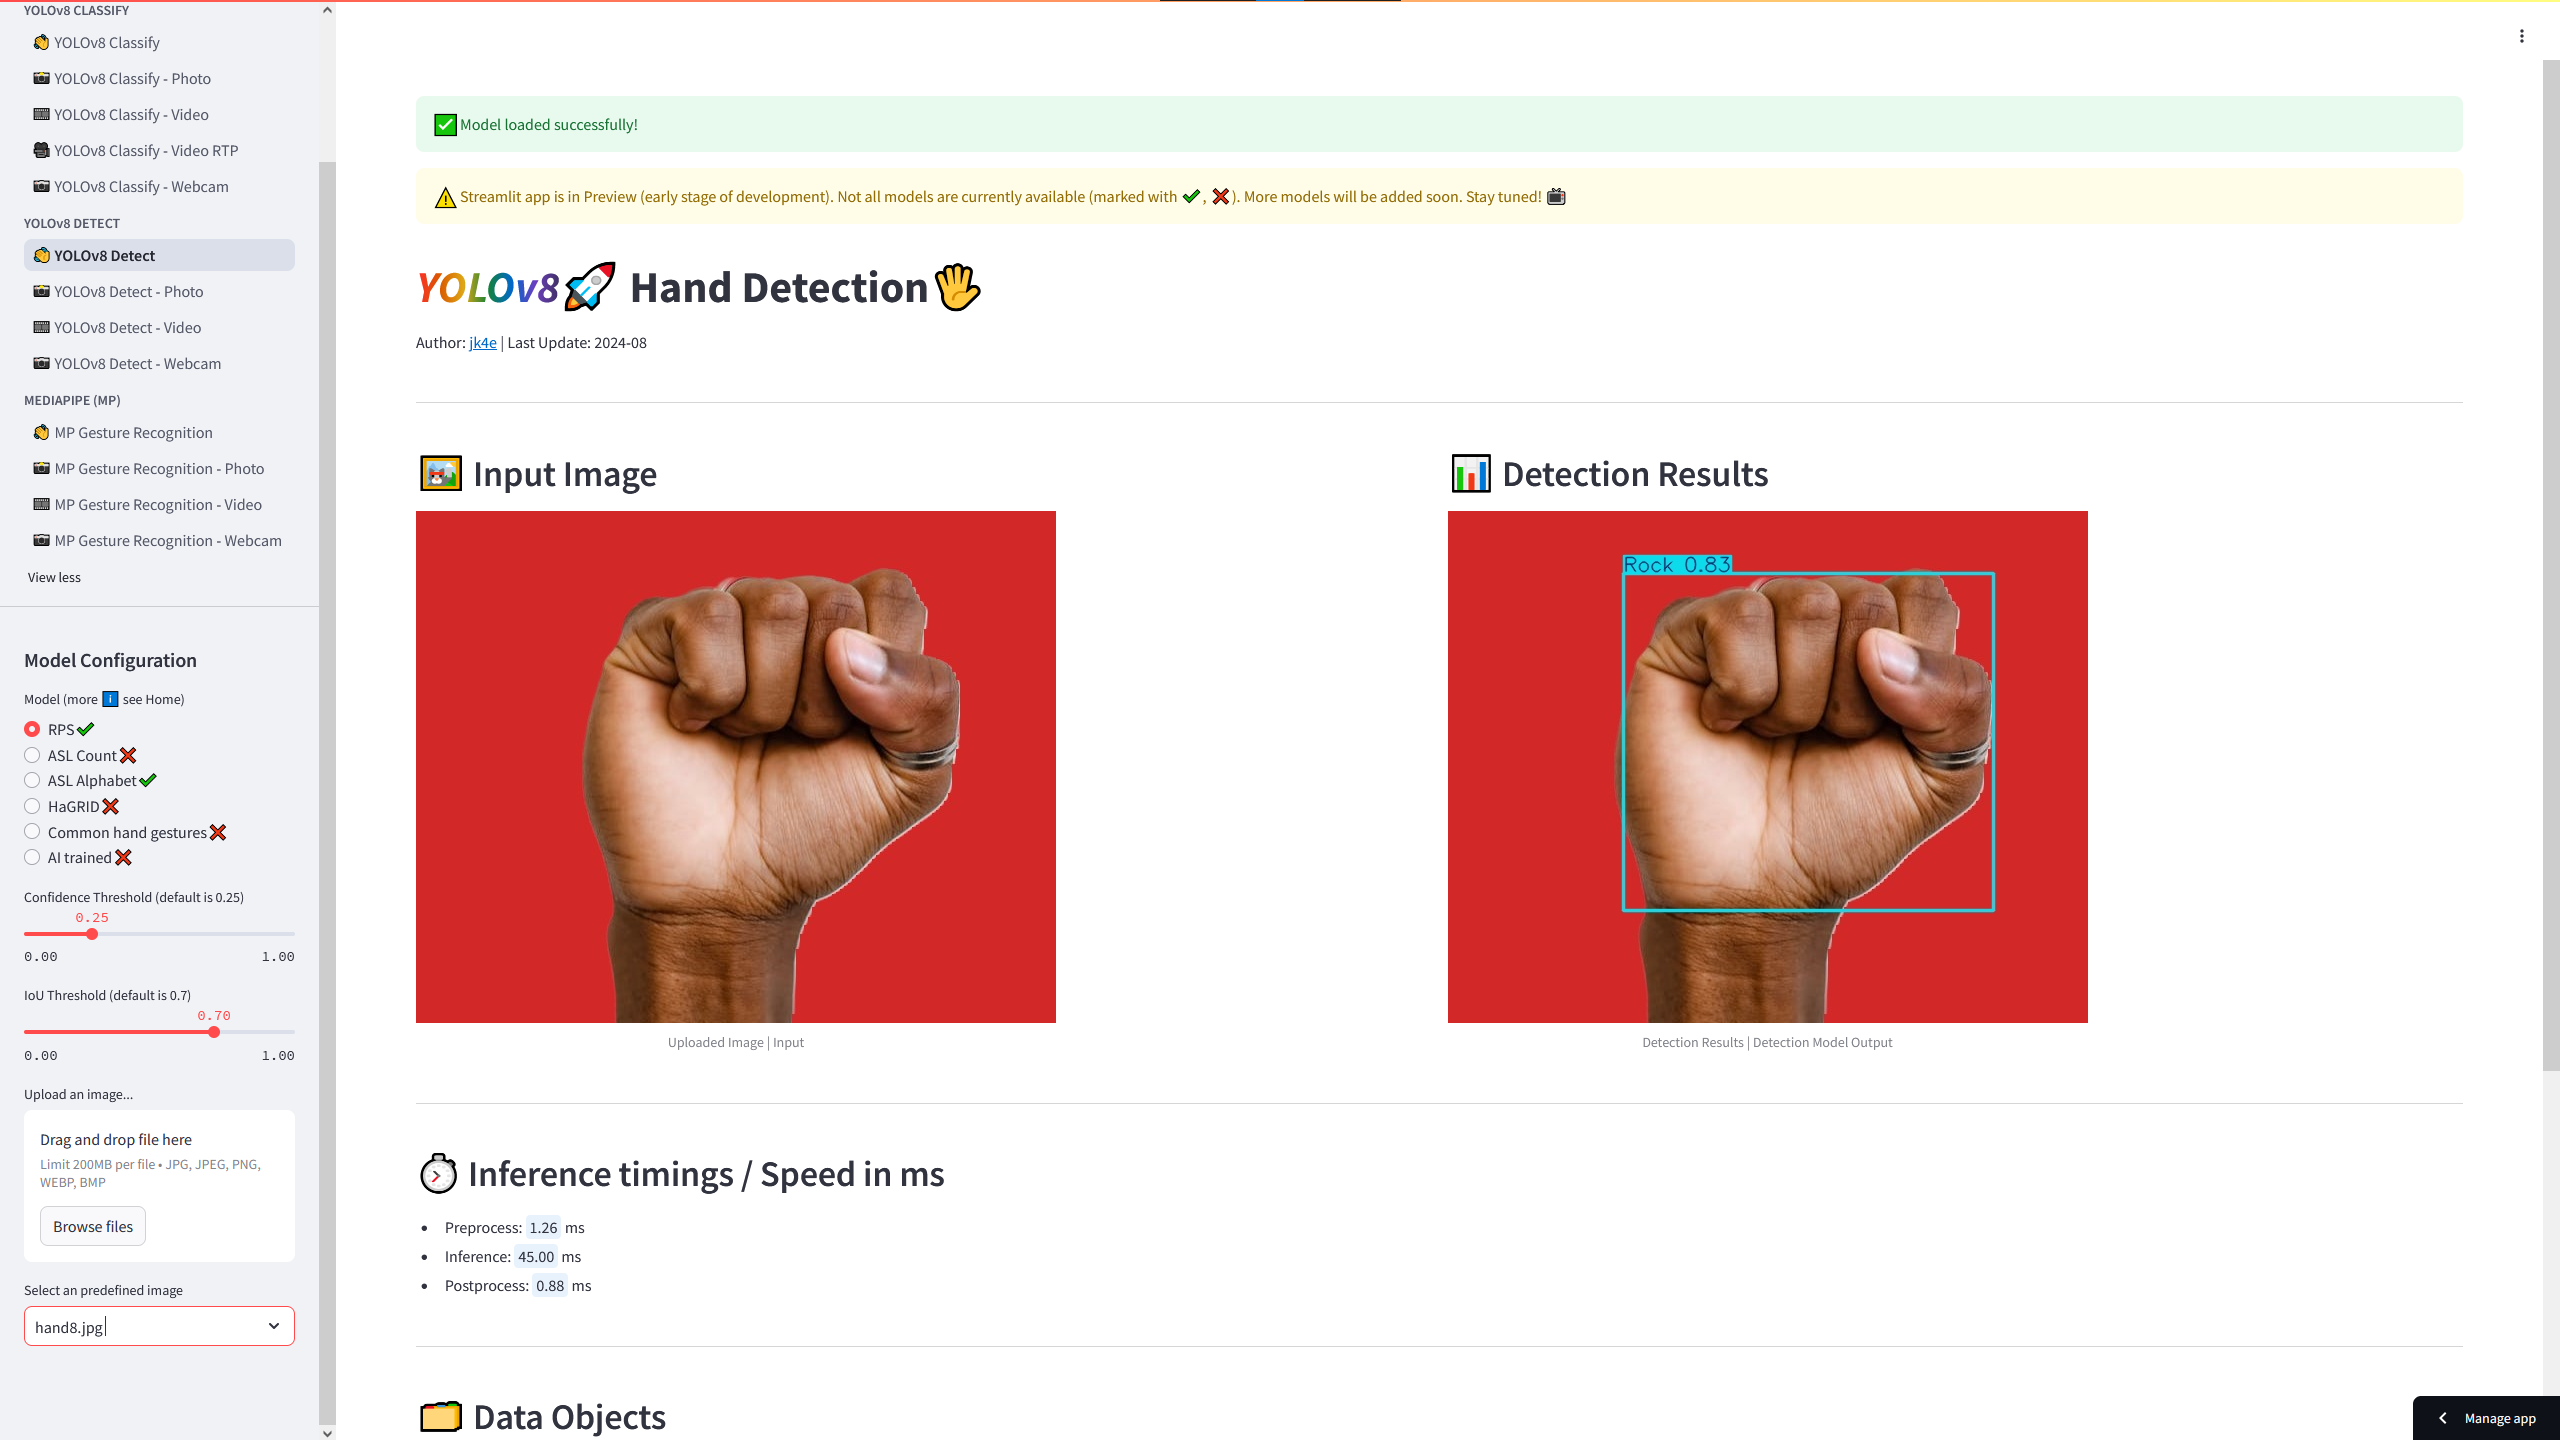 YOLOv8 CLASSIFY
YOLOv8 Classify
YOLOv8 Classify - Photo
YOLOv8 Classify - Video
YOLOv8 Classify - Video RTP
YOLOv8 Classify - Webcam
YOLOv8 DETECT
YOLOv8 Detect
YOLOv8 Detect - Photo
YOLOv8 Detect - Video
YOLOv8 Detect - Webcam
MEDIAPIPE (MP)
MP Gesture Recognition
MP Gesture Recognition - Photo
MP Gesture Recognition - Video
MP Gesture Recognition - Webcam
View less
Model Configuration
Model (more ℹ️ see Home)
RPS✔️
ASL Count❌
ASL Alphabet✔️
HaGRID❌
Common hand gestures❌
AI trained❌
Confidence Threshold (default is 0.25)
0.25
0.00 1.00
IoU Threshold (default is 0.7)
0.70
0.00 1.00
Upload an image...
Drag and drop file here
Limit 200MB per file • JPG, JPEG, PNG,
WEBP, BMP
Browse files
Select an predefined image
hand8.jpg
✅ Model loaded successfully!
⚠️ Streamlit app is in Preview (early stage of development). Not all models are currently available (marked with ✔️, ❌). More models will be added soon. Stay tuned! 📺
YOLOv8🚀 Hand Detection🖐️
Author: jk4e | Last Update: 2024-08
🖼️ Input Image
Uploaded Image | Input
📊 Detection Results
Rock 0.83
Detection Results | Detection Model Output
⏱️ Inference timings / Speed in ms
• Preprocess: 1.26 ms
• Inference: 45.00 ms
• Postprocess: 0.88 ms
🗂️ Data Objects
Manage app